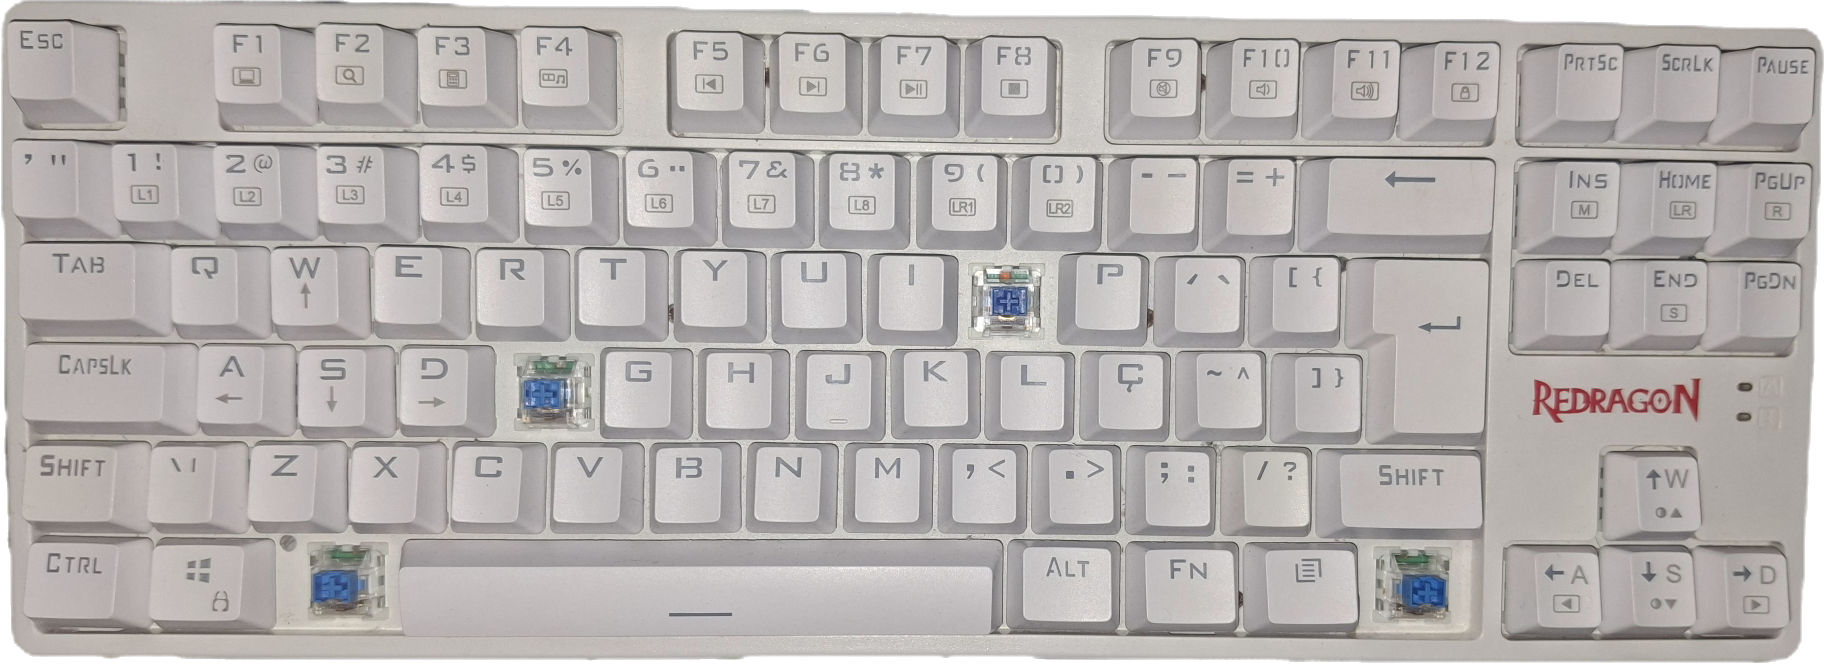 Esc F1 F2 F3 F4 F5 F6 F7 F8 F9 F10 F11 F12 PrtSc ScrLk Pause
' " 1 ! 2 @ 3 # 4 $ 5 % 6 ¨ 7 & 8 * 9 ( 0 ) - _ = + ← Ins Home PgUp
L1 L2 L3 L4 L5 L6 L7 L8 LR1 LR2 M LR R
Tab Q W E R T Y U I P ´ ` [ { ↵ Del End PgDn
↑ S
CapsLk A S D G H J K L Ç ~ ^ ] } REDRAGON
← ↓ →
Shift \ | Z X C V B N M , < . > ; : / ? Shift ↑ W
Ctrl Alt Fn ← A ↓ S → D